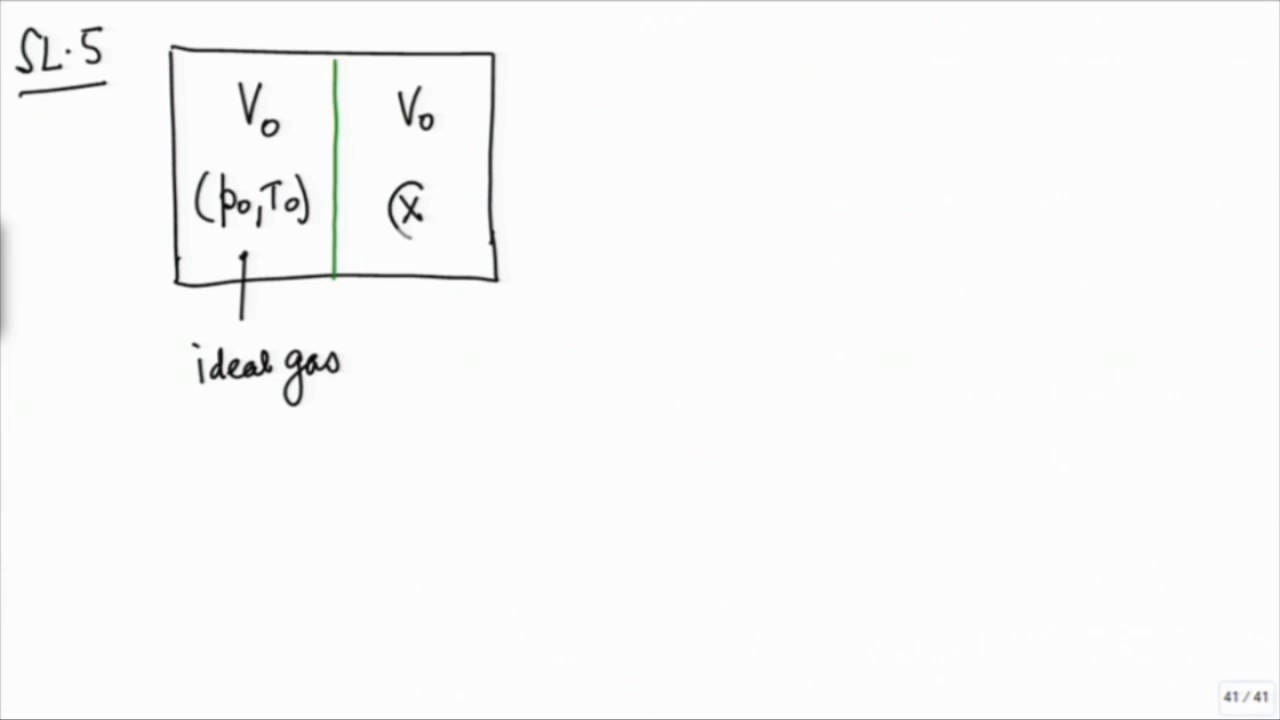 SL.5
V₀ V₀
(p₀,T₀) (X
ideal gas
41 / 41